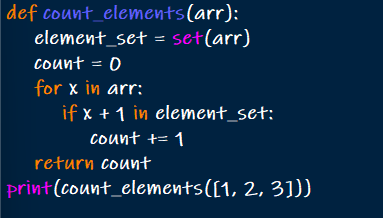 def count_elements(arr):
    element_set = set(arr)
    count = 0
    for x in arr:
        if x + 1 in element_set:
            count += 1
    return count
print(count_elements([1, 2, 3]))